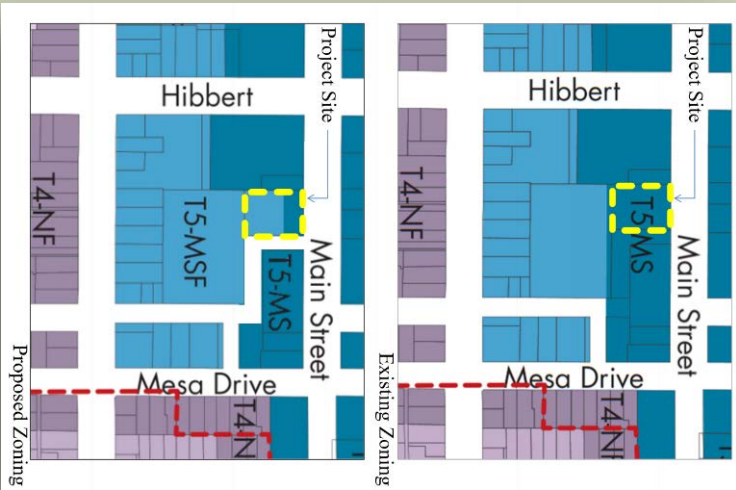 Project Site
Hibbert
T4-NF
T5-MSF
T5-MS
Main Street
Mesa Drive
T4-N
Proposed Zoning
Project Site
Hibbert
T4-NF
T5-MS
Main Street
Mesa Drive
T4-NF
Existing Zoning